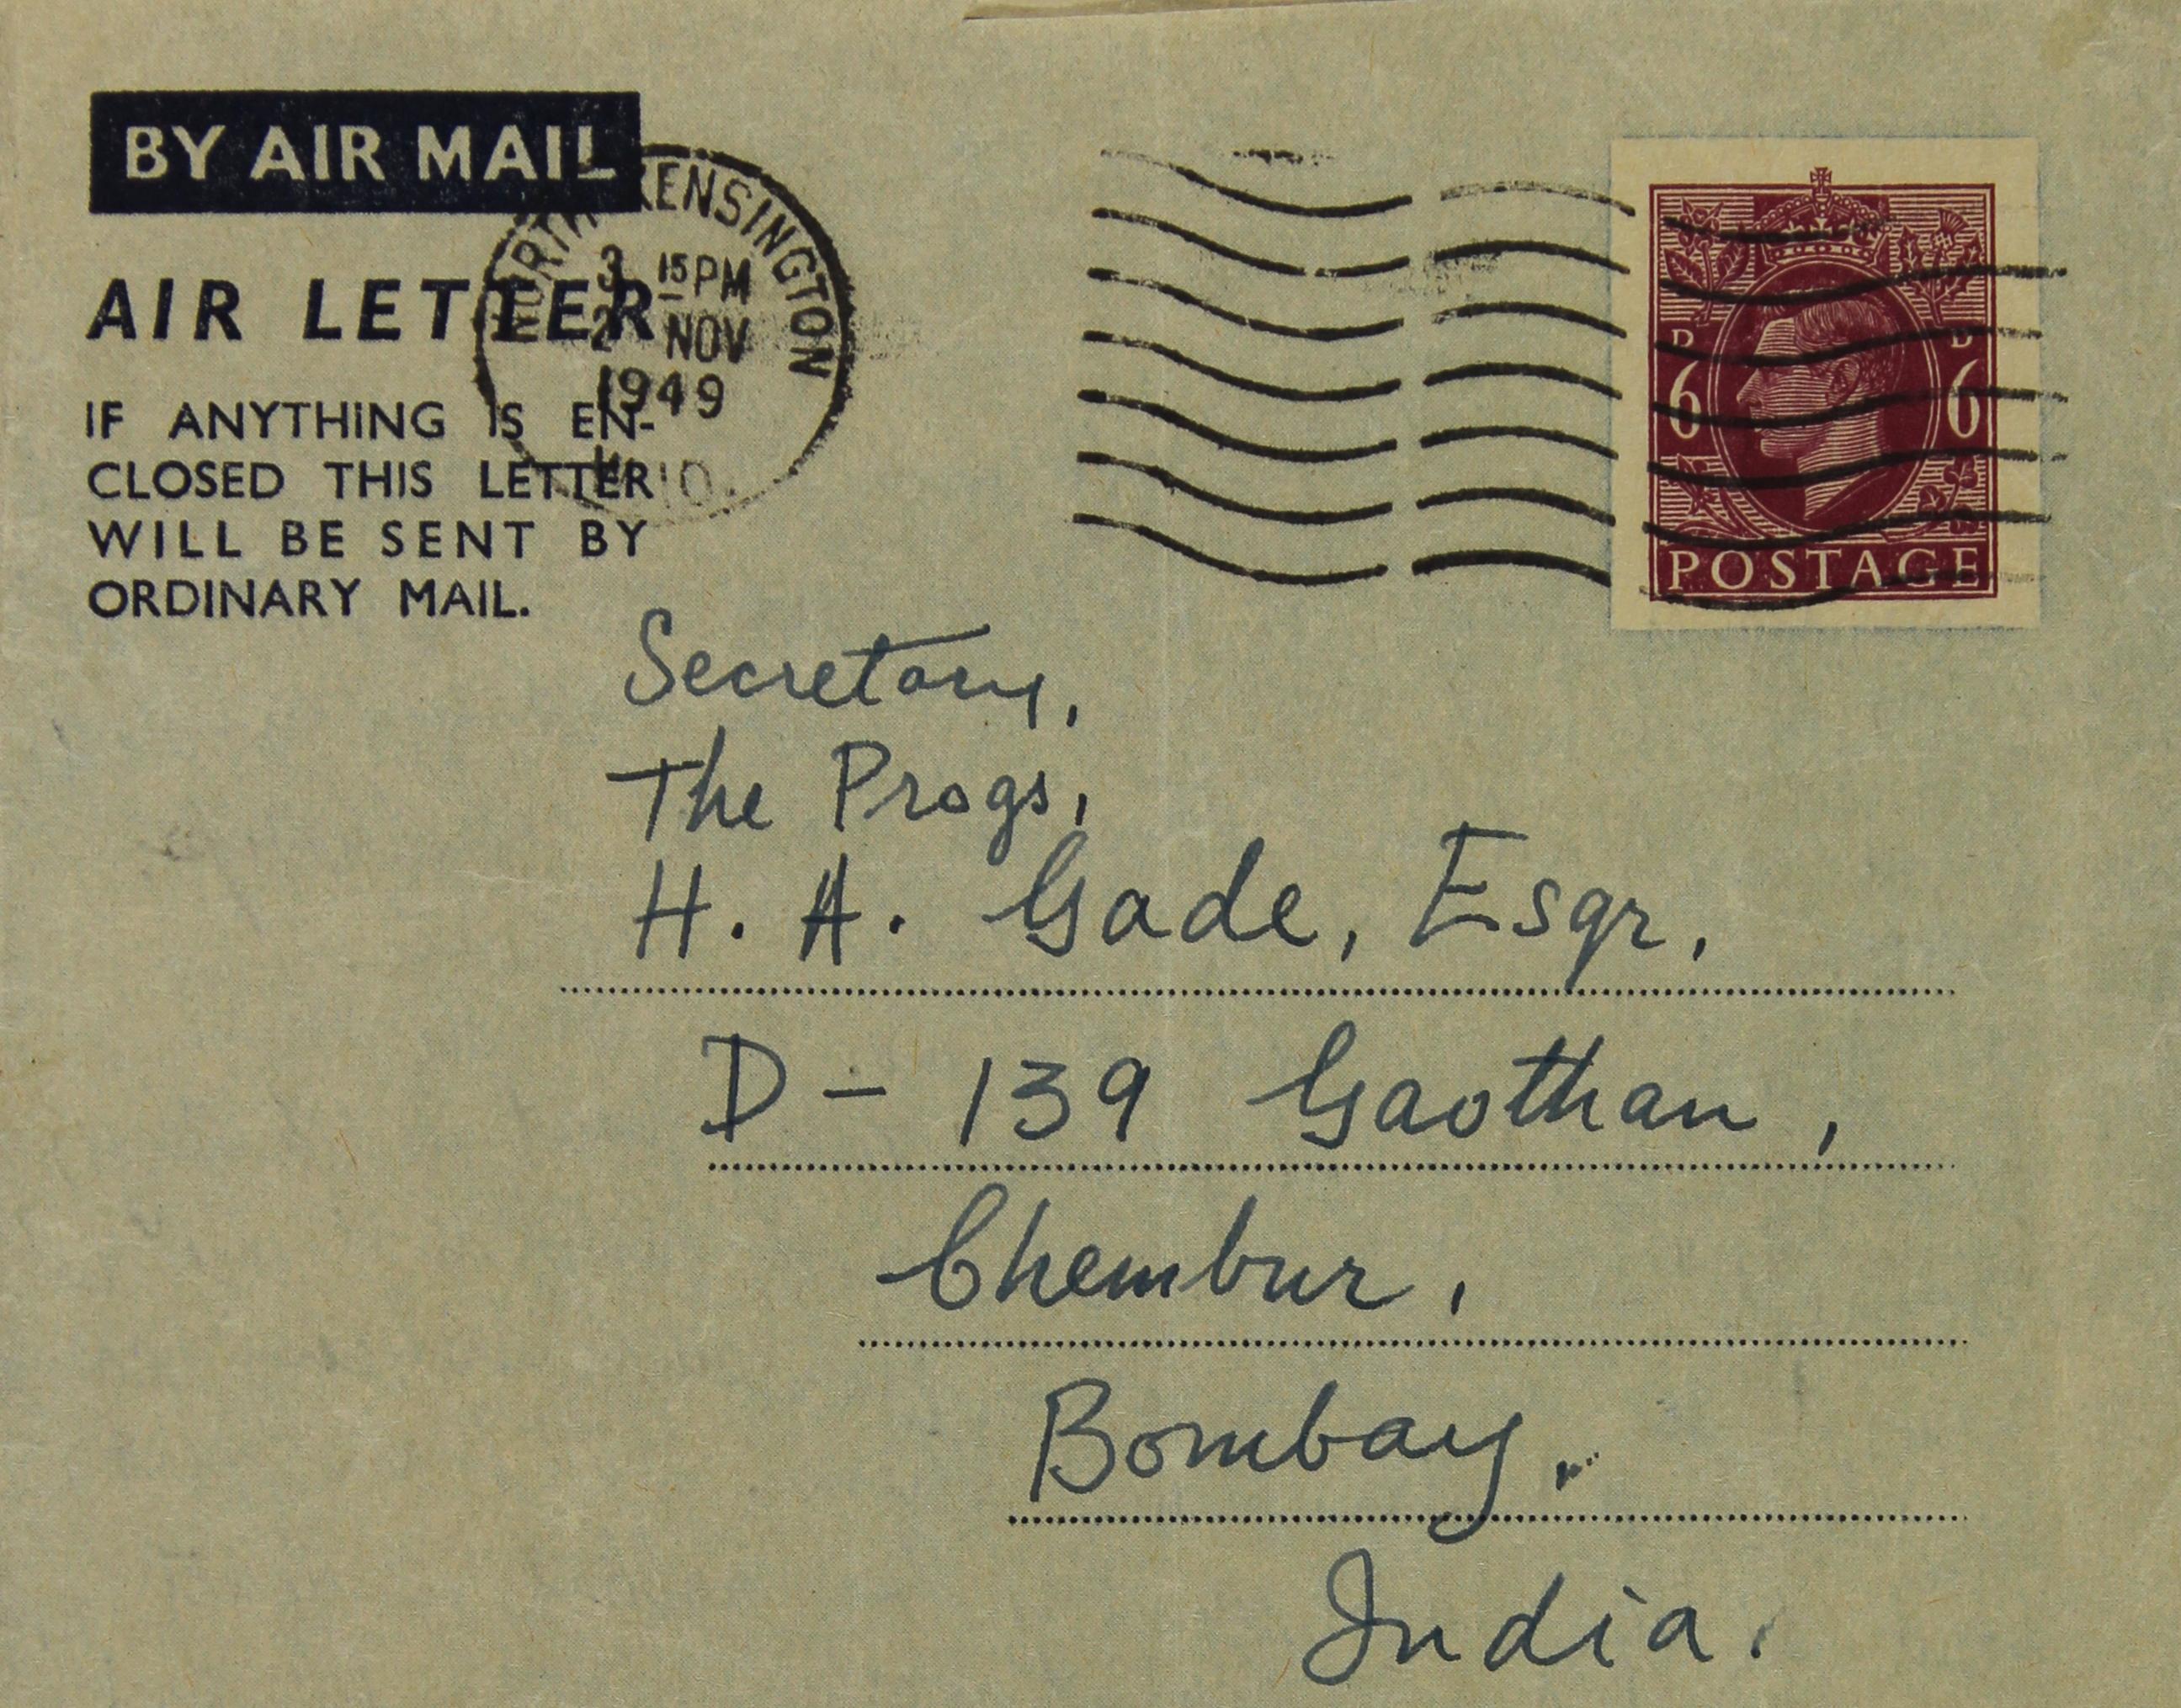 BY AIR MAIL
AIR LETTER
IF ANYTHING IS EN-
CLOSED THIS LETTER
WILL BE SENT BY
ORDINARY MAIL.
NORTH KENSINGTON
3 15 PM
2 NOV
1949
W.10.
D D
6 6
POSTAGE
Secretary,
The Progs,
H. A. Gade, Esqr,
D - 139 Gaothan,
Chembur,
Bombay.
India.